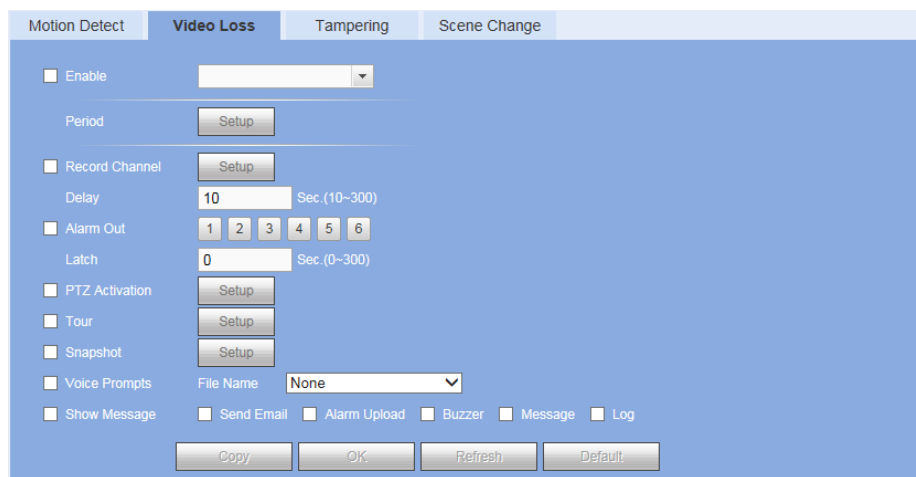 Motion Detect Video Loss Tampering Scene Change
Enable
Period Setup
Record Channel Setup
Delay 10 Sec.(10~300)
Alarm Out 1 2 3 4 5 6
Latch 0 Sec.(0~300)
PTZ Activation Setup
Tour Setup
Snapshot Setup
Voice Prompts File Name None
Show Message Send Email Alarm Upload Buzzer Message Log
Copy OK Refresh Default